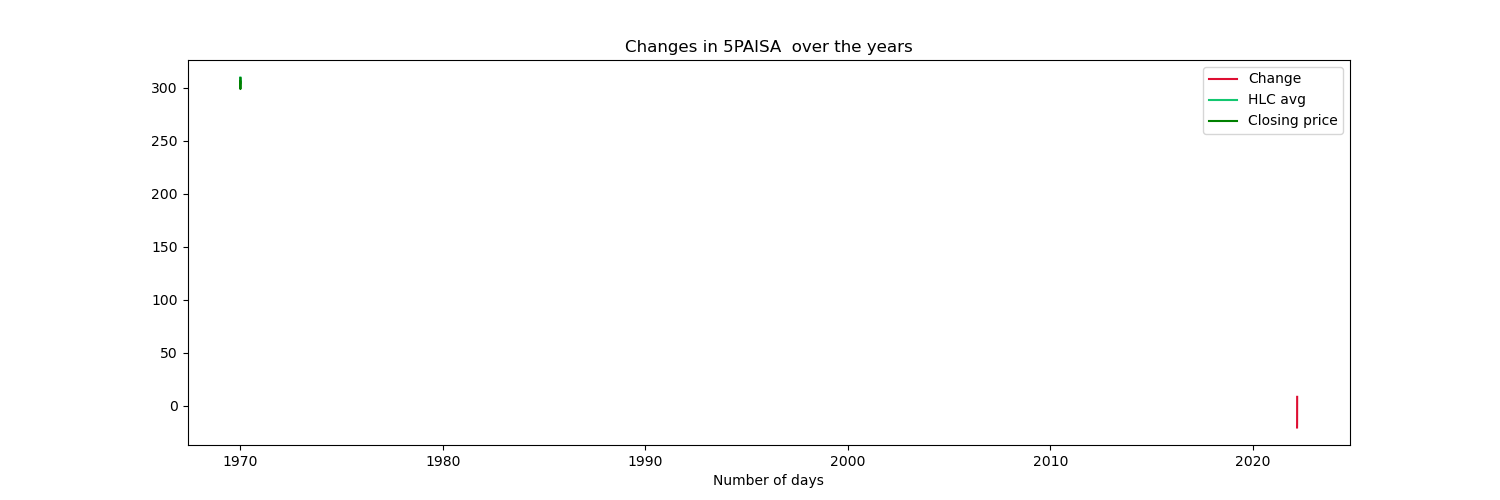 Changes in 5PAISA  over the years
Change
HLC avg
Closing price
300
250
200
150
100
50
0
1970 1980 1990 2000 2010 2020
Number of days